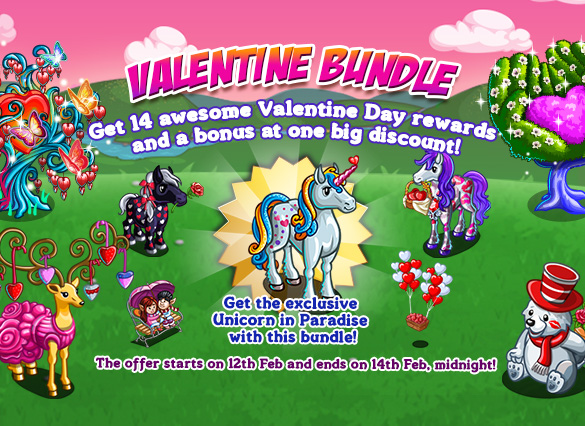 VALENTINE BUNDLE
Get 14 awesome Valentine Day rewards
and a bonus at one big discount!
Get the exclusive
Unicorn in Paradise
with this bundle!
The offer starts on 12th Feb and ends on 14th Feb, midnight!